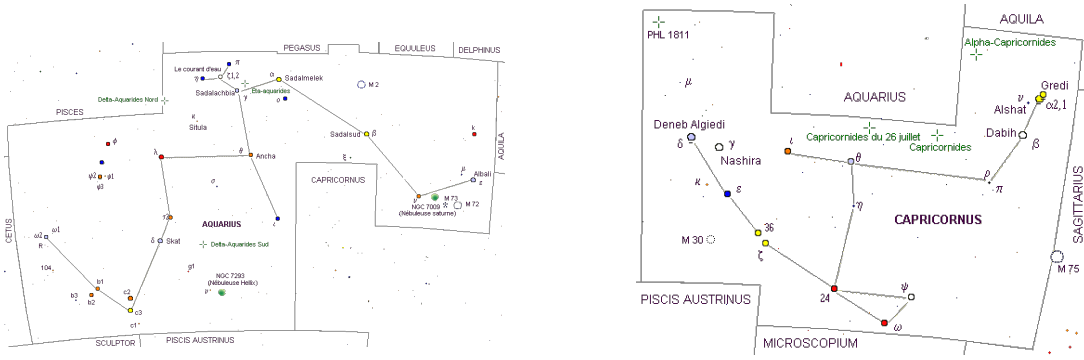 PEGASUS
EQUULEUS
DELPHINUS
Le courant d'eau
π
η
ζ1,2
α
Sadalmelek
Sadalachbia
γ
Eta-aquarides
M 2
ο
Delta-Aquarides Nord
PISCES
κ
Situla
Sadalsud
β
k
AQUILA
φ
λ
θ
Ancha
ξ
CAPRICORNUS
μ
Albali
ε
ψ2
ψ1
ψ3
σ
ν
M 73
NGC 7009
M 72
(Nébuleuse saturne)
AQUARIUS
ι
CETUS
ω2
ω1
R
δ
Skat
Delta-Aquarides Sud
104
g1
NGC 7293
(Nébuleuse Hellix)
b1
b3
b2
c2
c3
c1
SCULPTOR
PISCIS AUSTRINUS
PHL 1811
AQUILA
Alpha-Capricornides
μ
AQUARIUS
Gredi
ν
α2,1
Alshat
Deneb Algiedi
δ
γ
Nashira
Capricornides du 26 juillet
Capricornides
Dabih
β
ι
θ
ρ
π
κ
ε
η
CAPRICORNUS
SAGITTARIUS
36
M 30
ζ
M 75
24
ψ
ω
PISCIS AUSTRINUS
MICROSCOPIUM